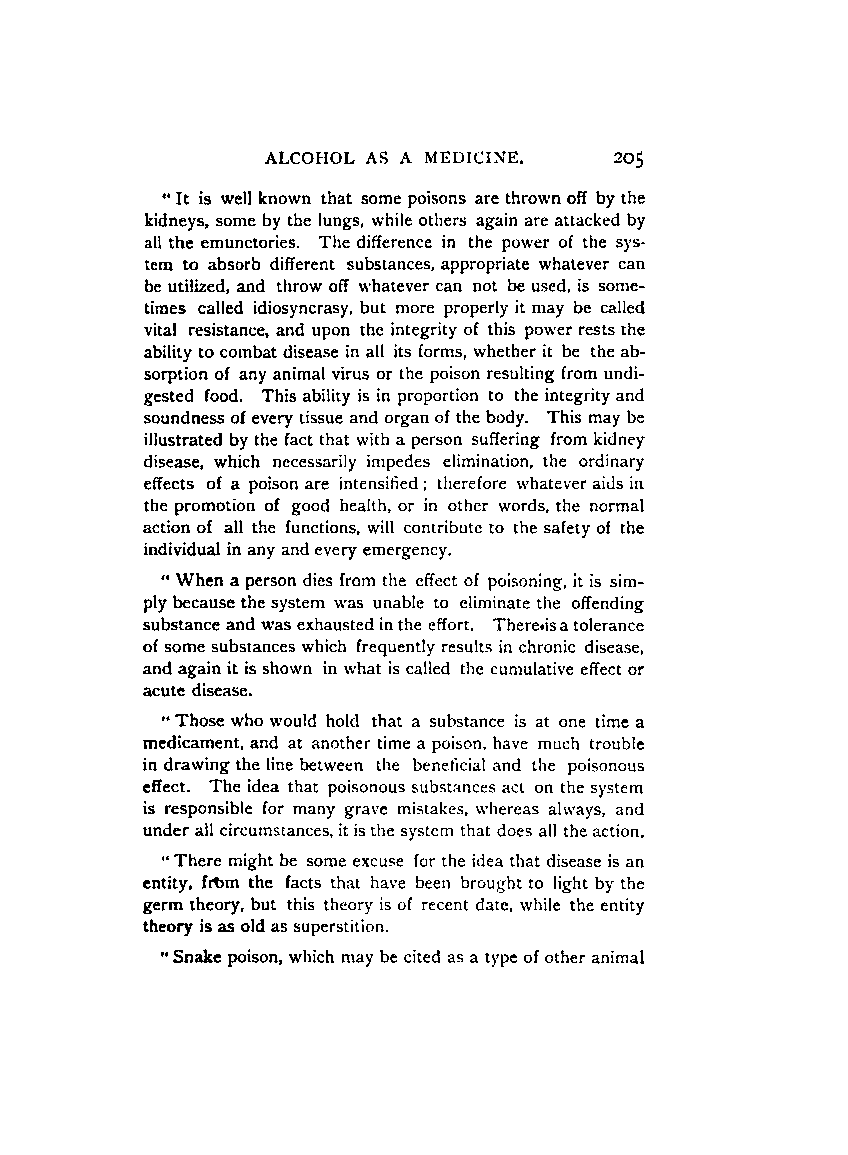 ALCOHOL AS A MEDICINE. 205
" It is well known that some poisons are thrown off by the
kidneys, some by the lungs, while others again are attacked by
all the emunctories. The difference in the power of the sys-
tem to absorb different substances, appropriate whatever can
be utilized, and throw off whatever can not be used, is some-
times called idiosyncrasy, but more properly it may be called
vital resistance, and upon the integrity of this power rests the
ability to combat disease in all its forms, whether it be the ab-
sorption of any animal virus or the poison resulting from undi-
gested food. This ability is in proportion to the integrity and
soundness of every tissue and organ of the body. This may be
illustrated by the fact that with a person suffering from kidney
disease, which necessarily impedes elimination, the ordinary
effects of a poison are intensified ; therefore whatever aids in
the promotion of good health, or in other words, the normal
action of all the functions, will contribute to the safety of the
individual in any and every emergency.
" When a person dies from the effect of poisoning, it is sim-
ply because the system was unable to eliminate the offending
substance and was exhausted in the effort. There is a tolerance
of some substances which frequently results in chronic disease,
and again it is shown in what is called the cumulative effect or
acute disease.
" Those who would hold that a substance is at one time a
medicament, and at another time a poison, have much trouble
in drawing the line between the beneficial and the poisonous
effect. The idea that poisonous substances act on the system
is responsible for many grave mistakes, whereas always, and
under all circumstances, it is the system that does all the action.
" There might be some excuse for the idea that disease is an
entity, from the facts that have been brought to light by the
germ theory, but this theory is of recent date, while the entity
theory is as old as superstition.
" Snake poison, which may be cited as a type of other animal